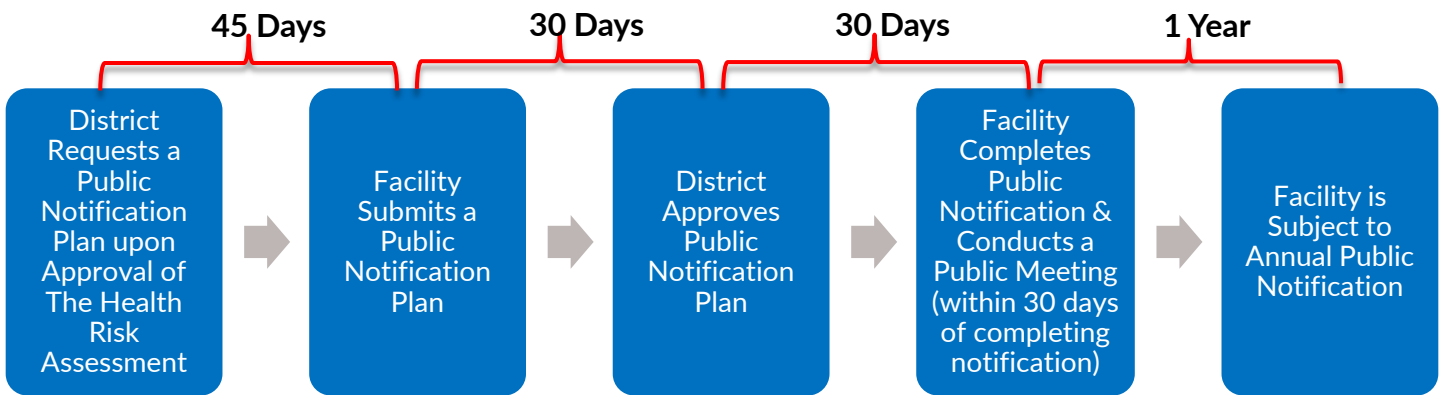 45 Days
30 Days
30 Days
1 Year
District
Requests a
Public
Notification
Plan upon
Approval of
The Health
Risk
Assessment
Facility
Submits a
Public
Notification
Plan
District
Approves
Public
Notification
Plan
Facility
Completes
Public
Notification &
Conducts a
Public Meeting
(within 30 days
of completing
notification)
Facility is
Subject to
Annual Public
Notification